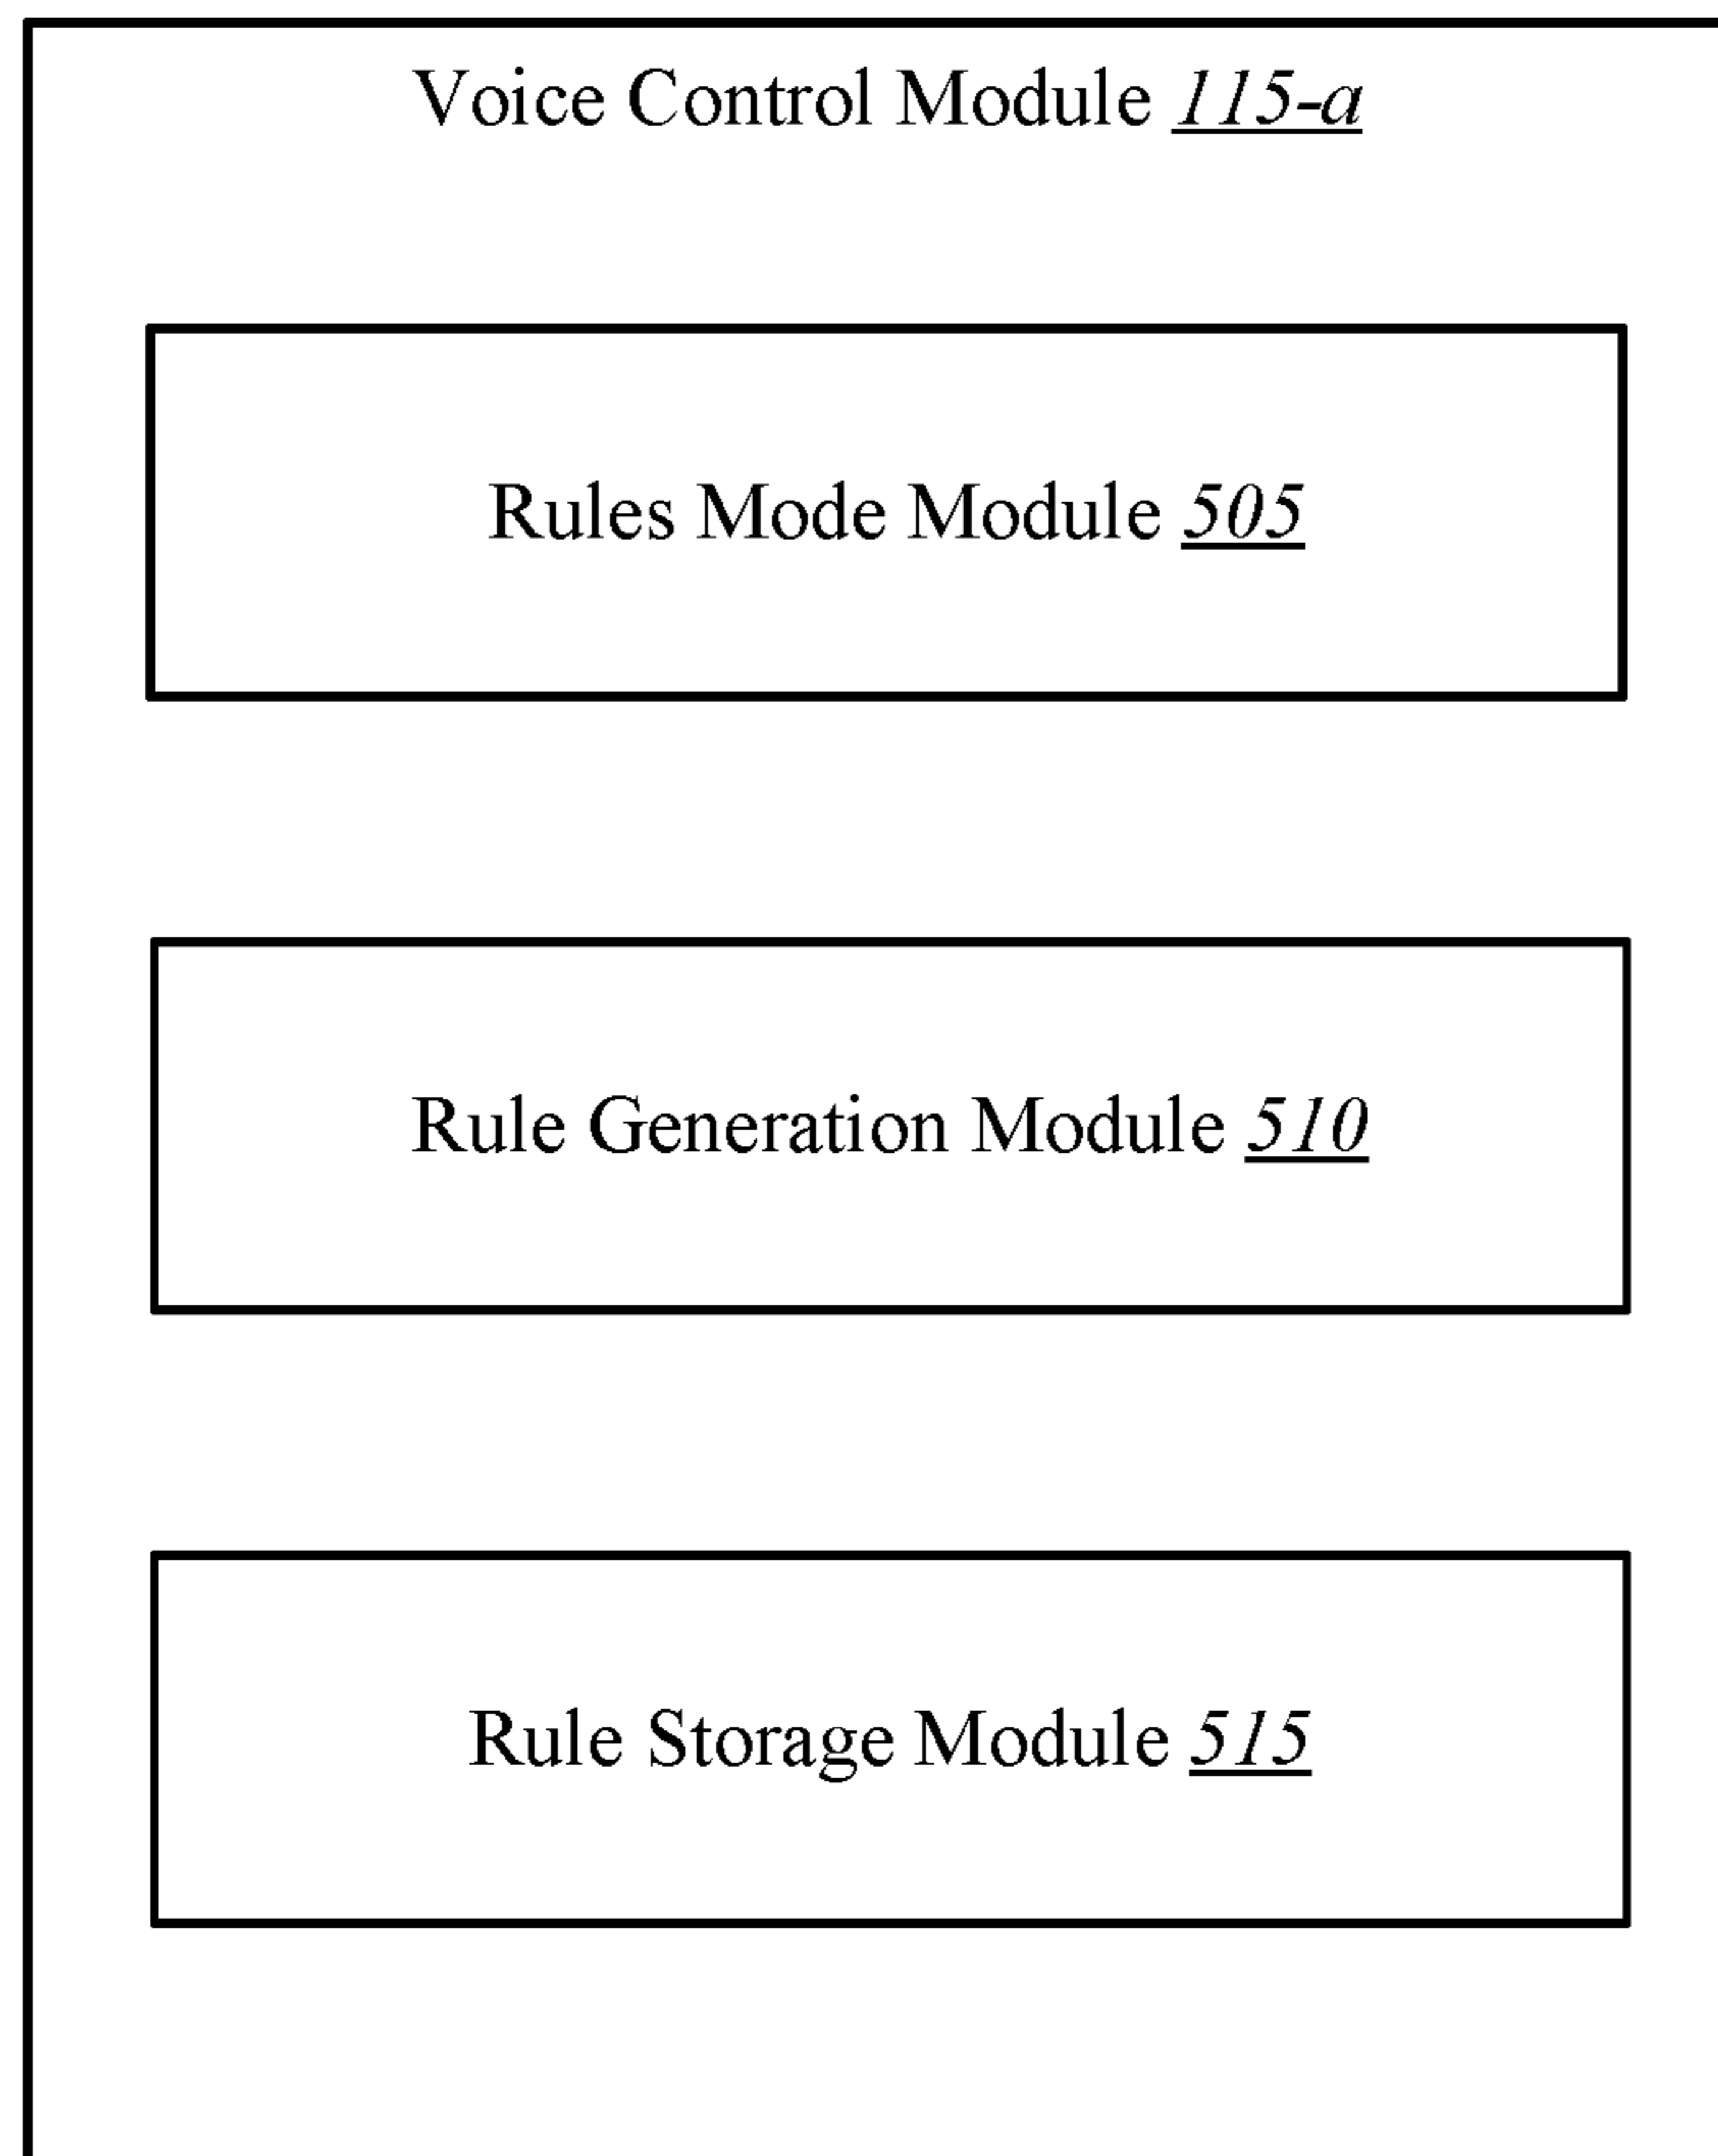 Voice Control Module 115-a
Rules Mode Module 505
Rule Generation Module 510
Rule Storage Module 515